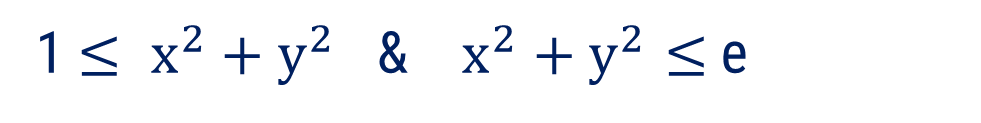 1 ≤ x² + y² & x² + y² ≤ e